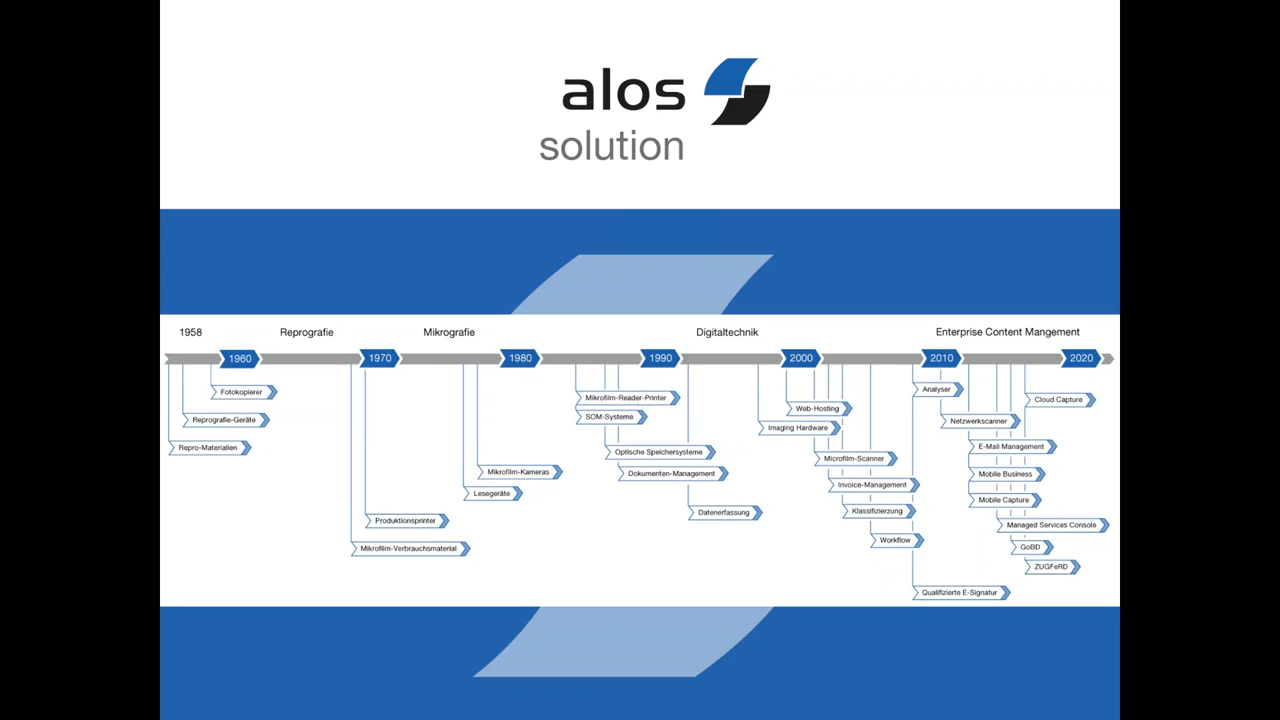 alos
solution
1958 Reprografie Mikrografie Digitaltechnik Enterprise Content Mangement
1960 1970 1980 1990 2000 2010 2020
Fotokopierer
Reprografie-Geräte
Repro-Materialien
Mikrofilm-Kameras
Lesegeräte
Produktionsprinter
Mikrofilm-Verbrauchsmaterial
Mikrofilm-Reader-Printer
SOM-Systeme
Optische Speichersysteme
Dokumenten-Management
Datenerfassung
Web-Hosting
Imaging Hardware
Microfilm-Scanner
Invoice-Management
Klassifizierzung
Workflow
Analyser
Netzwerkscanner
Cloud Capture
E-Mail Management
Mobile Business
Mobile Capture
Managed Services Console
GoBD
ZUGFeRD
Qualifizierte E-Signatur